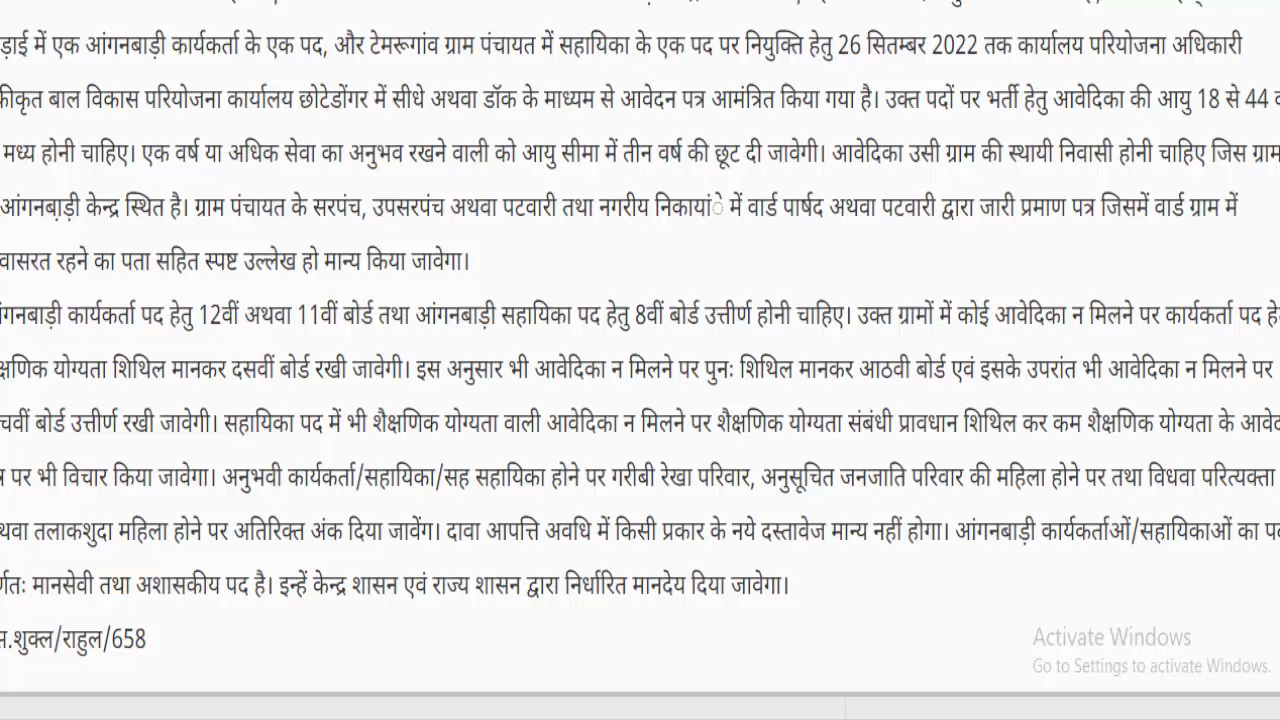 ड़ाई में एक आंगनबाड़ी कार्यकर्ता के एक पद, और टेमरूगांव ग्राम पंचायत में सहायिका के एक पद पर नियुक्ति हेतु 26 सितम्बर 2022 तक कार्यालय परियोजना अधिकारी
कीकृत बाल विकास परियोजना कार्यालय छोटेडोंगर में सीधे अथवा डॉक के माध्यम से आवेदन पत्र आमंत्रित किया गया है। उक्त पदों पर भर्ती हेतु आवेदिका की आयु 18 से 44 व
मध्य होनी चाहिए। एक वर्ष या अधिक सेवा का अनुभव रखने वाली को आयु सीमा में तीन वर्ष की छूट दी जावेगी। आवेदिका उसी ग्राम की स्थायी निवासी होनी चाहिए जिस ग्राम
आंगनबा़ड़ी केन्द्र स्थित है। ग्राम पंचायत के सरपंच, उपसरपंच अथवा पटवारी तथा नगरीय निकायांे में वार्ड पार्षद अथवा पटवारी द्वारा जारी प्रमाण पत्र जिसमें वार्ड ग्राम में
वासरत रहने का पता सहित स्पष्ट उल्लेख हो मान्य किया जावेगा।
ंगनबाड़ी कार्यकर्ता पद हेतु 12वीं अथवा 11वीं बोर्ड तथा आंगनबाड़ी सहायिका पद हेतु 8वीं बोर्ड उत्तीर्ण होनी चाहिए। उक्त ग्रामों में कोई आवेदिका न मिलने पर कार्यकर्ता पद हे
क्षणिक योग्यता शिथिल मानकर दसवीं बोर्ड रखी जावेगी। इस अनुसार भी आवेदिका न मिलने पर पुनः शिथिल मानकर आठवी बोर्ड एवं इसके उपरांत भी आवेदिका न मिलने पर
चवीं बोर्ड उत्तीर्ण रखी जावेगी। सहायिका पद में भी शैक्षणिक योग्यता वाली आवेदिका न मिलने पर शैक्षणिक योग्यता संबंधी प्रावधान शिथिल कर कम शैक्षणिक योग्यता के आवेद
पर भी विचार किया जावेगा। अनुभवी कार्यकर्ता/सहायिका/सह सहायिका होने पर गरीबी रेखा परिवार, अनुसूचित जनजाति परिवार की महिला होने पर तथा विधवा परित्यक्ता
थवा तलाकशुदा महिला होने पर अतिरिक्त अंक दिया जावेंग। दावा आपत्ति अवधि में किसी प्रकार के नये दस्तावेज मान्य नहीं होगा। आंगनबाड़ी कार्यकर्ताओं/सहायिकाओं का पद
र्णतः मानसेवी तथा अशासकीय पद है। इन्हें केन्द्र शासन एवं राज्य शासन द्वारा निर्धारित मानदेय दिया जावेगा।
स.शुक्ल/राहुल/658
Activate Windows
Go to Settings to activate Windows.